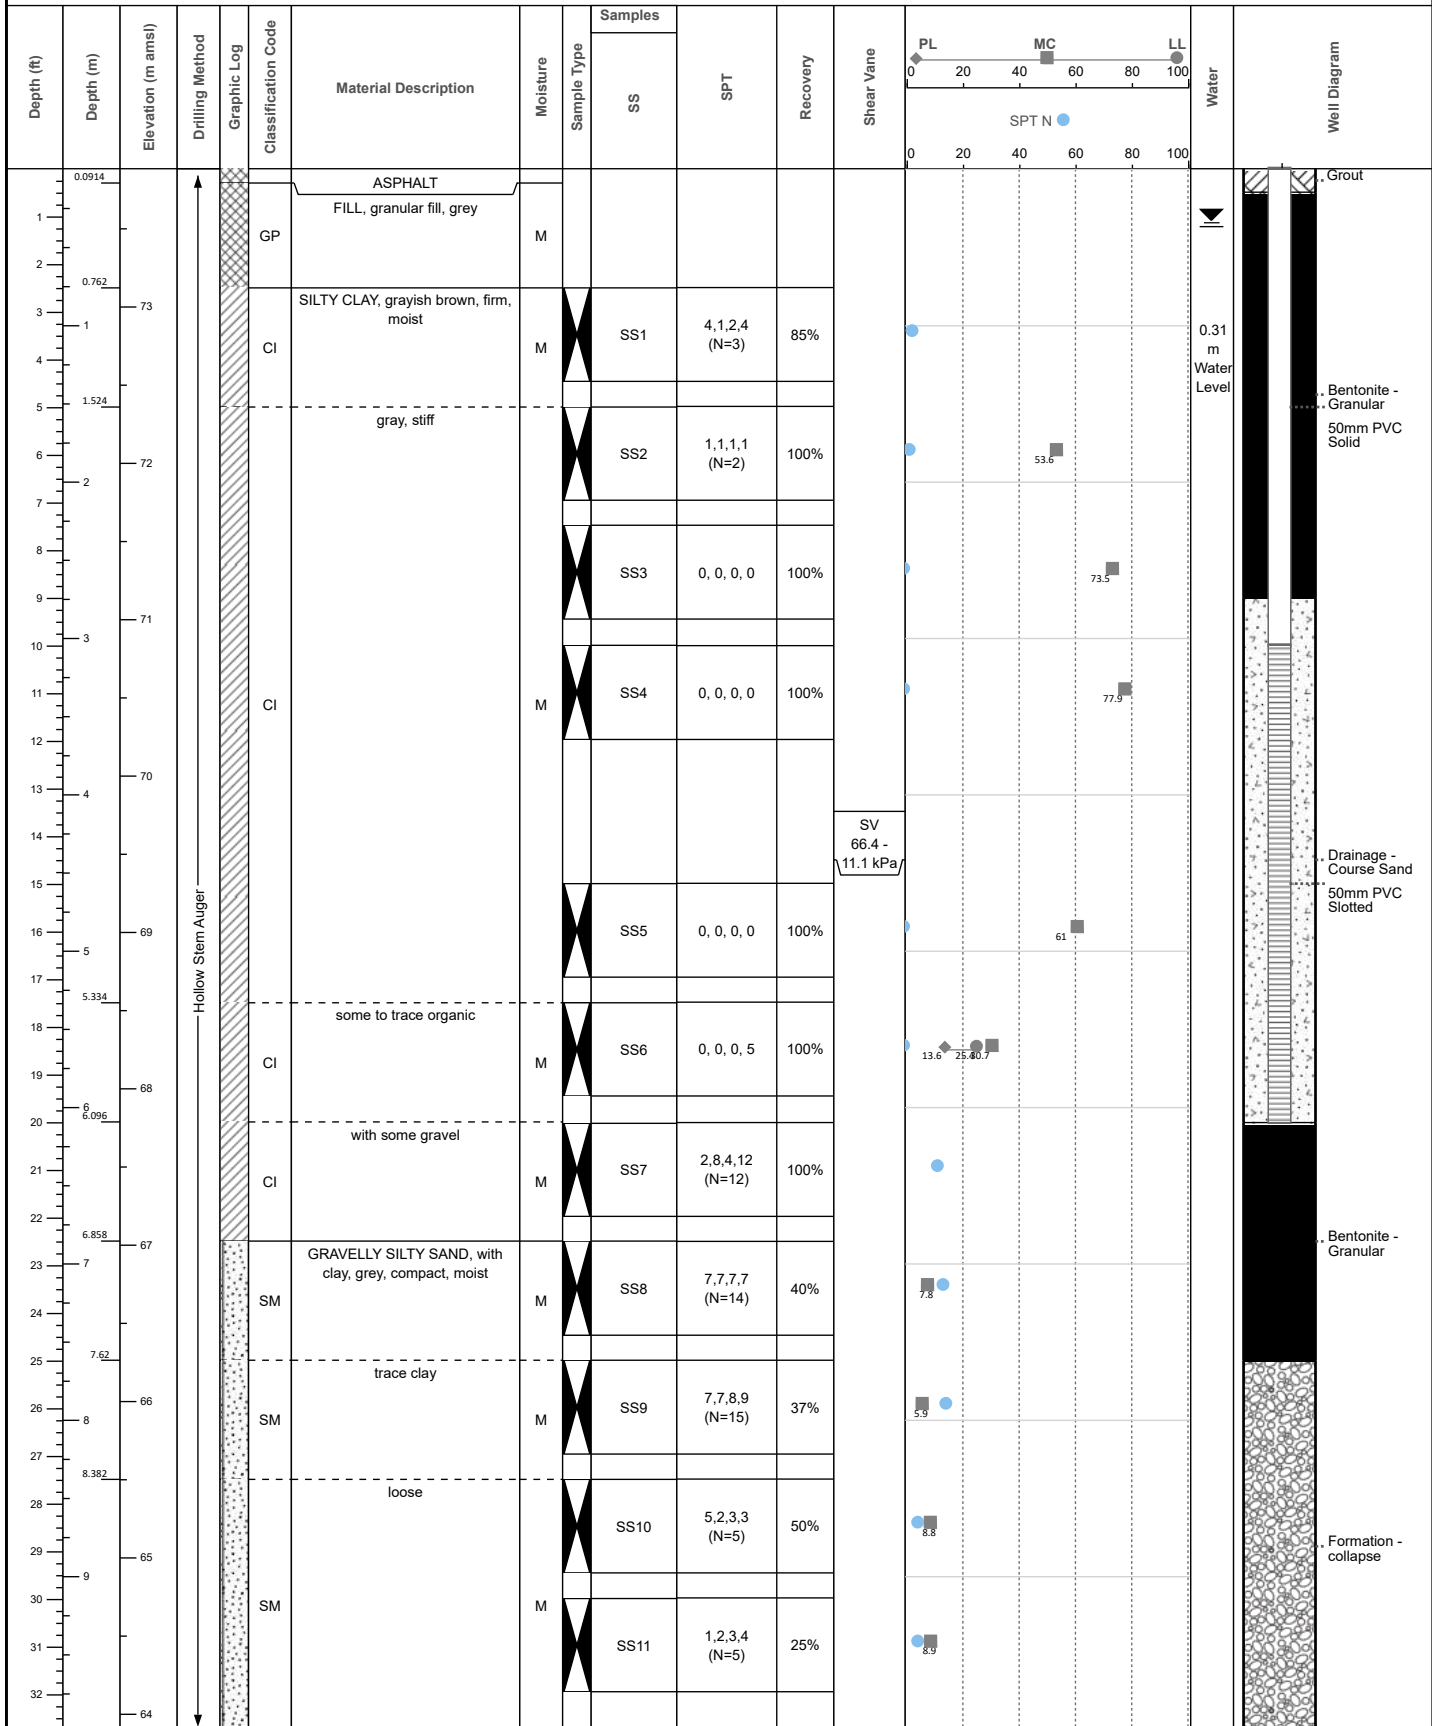 Samples
Depth (ft)
Depth (m)
Elevation (m amsl)
Drilling Method
Graphic Log
Classification Code
Material Description
Moisture
Sample Type
SS
SPT
Recovery
Shear Vane
PL MC LL
0 20 40 60 80 100
SPT N
0 20 40 60 80 100
Water
Well Diagram
0.0914
ASPHALT
Grout
FILL, granular fill, grey
1
GP M
2
0.762
SILTY CLAY, grayish brown, firm,
moist
73
3
1
CI M
SS1
4,1,2,4
(N=3)
85%
0.31
m
Water
Level
4
Bentonite -
Granular
5
1.524
gray, stiff
50mm PVC
Solid
6
72
SS2
1,1,1,1
(N=2)
100%
53.6
2
7
8
SS3
0, 0, 0, 0
100%
73.5
9
71
3
10
11
CI M
SS4
0, 0, 0, 0
100%
77.9
12
70
13
4
14
SV
66.4 -
11.1 kPa
Drainage -
Course Sand
15
50mm PVC
Slotted
Hollow Stem Auger
16
69
SS5
0, 0, 0, 0
100%
61
5
17
5.334
some to trace organic
18
SS6
0, 0, 0, 5
100%
13.6 25.4 30.7
CI M
19
68
6
6.096
20
with some gravel
21
CI M
SS7
2,8,4,12
(N=12)
100%
22
6.858
67
GRAVELLY SILTY SAND, with
clay, grey, compact, moist
Bentonite -
Granular
23
7
SM M
SS8
7,7,7,7
(N=14)
40%
7.8
24
7.62
25
trace clay
66
26
8
SM M
SS9
7,7,8,9
(N=15)
37%
5.9
27
8.382
loose
28
SS10
5,2,3,3
(N=5)
50%
8.8
29
65
Formation -
collapse
9
30
SM M
31
SS11
1,2,3,4
(N=5)
25%
8.9
32
64